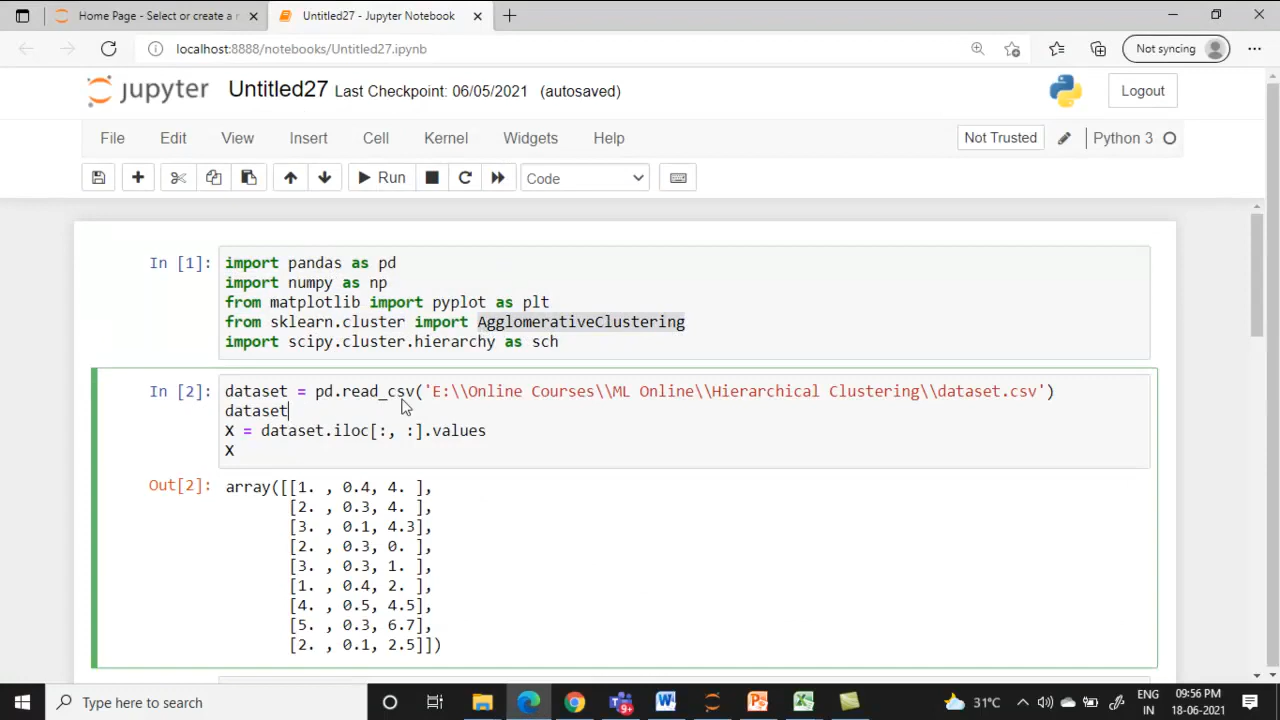 Home Page - Select or create a n
Untitled27 - Jupyter Notebook
localhost:8888/notebooks/Untitled27.ipynb
Not syncing
jupyter Untitled27 Last Checkpoint: 06/05/2021 (autosaved)
Logout
File Edit View Insert Cell Kernel Widgets Help
Not Trusted
Python 3
Run
Code
In [1]:
import pandas as pd
import numpy as np
from matplotlib import pyplot as plt
from sklearn.cluster import AgglomerativeClustering
import scipy.cluster.hierarchy as sch
In [2]:
dataset = pd.read_csv('E:\\Online Courses\\ML Online\\Hierarchical Clustering\\dataset.csv')
dataset
X = dataset.iloc[:, :].values
X
Out[2]:
array([[1. , 0.4, 4. ],
[2. , 0.3, 4. ],
[3. , 0.1, 4.3],
[2. , 0.3, 0. ],
[3. , 0.3, 1. ],
[1. , 0.4, 2. ],
[4. , 0.5, 4.5],
[5. , 0.3, 6.7],
[2. , 0.1, 2.5]])
Type here to search
31°C
ENG
IN
09:56 PM
18-06-2021